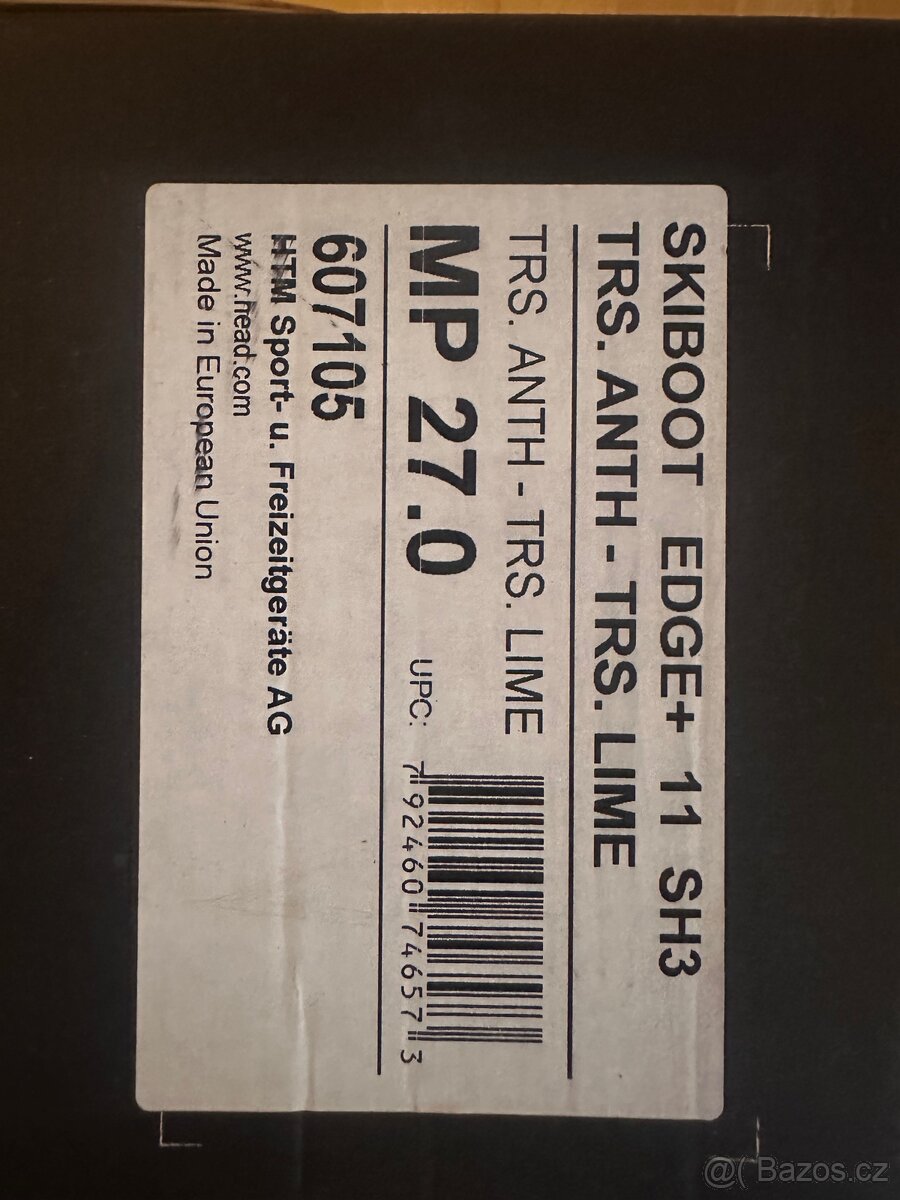 SKIBOOT EDGE+ 11 SH3
TRS. ANTH - TRS. LIME
TRS. ANTH - TRS. LIME
MP 27.0
UPC:
7 92460 74657 3
607105
HTM Sport- u. Freizeitgeräte AG
www.head.com
Made in European Union
@( Bazos.cz